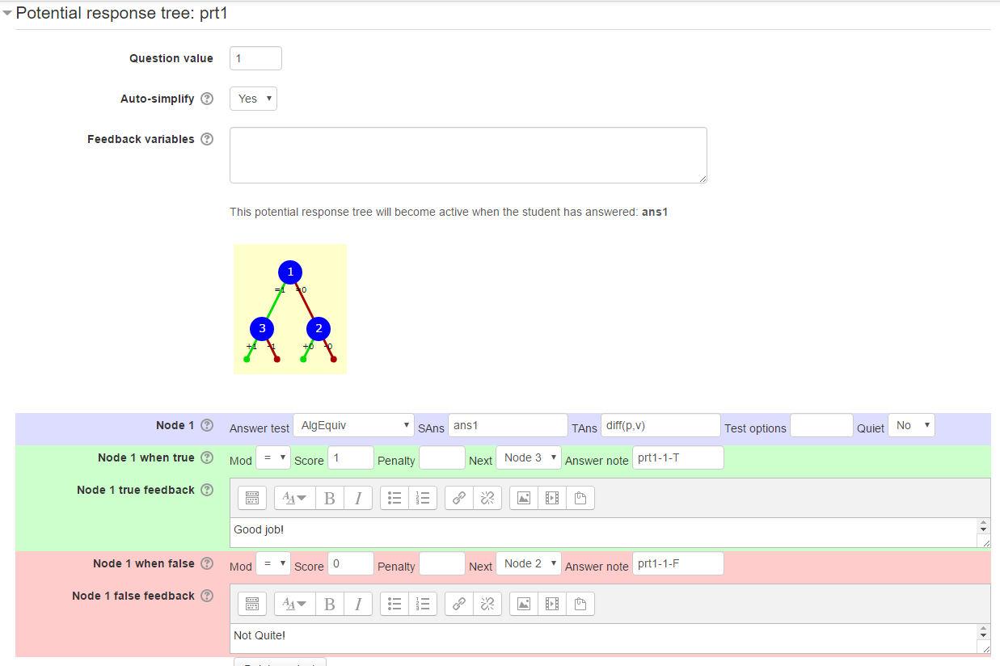 Potential response tree: prt1
Question value 1
Auto-simplify Yes
Feedback variables
This potential response tree will become active when the student has answered: ans1
1
=1 =0
3 2
+1 -1 +0 -0
Node 1 Answer test AlgEquiv SAns ans1 TAns diff(p,v) Test options Quiet No
Node 1 when true Mod = Score 1 Penalty Next Node 3 Answer note prt1-1-T
Node 1 true feedback
Good job!
Node 1 when false Mod = Score 0 Penalty Next Node 2 Answer note prt1-1-F
Node 1 false feedback
Not Quite!